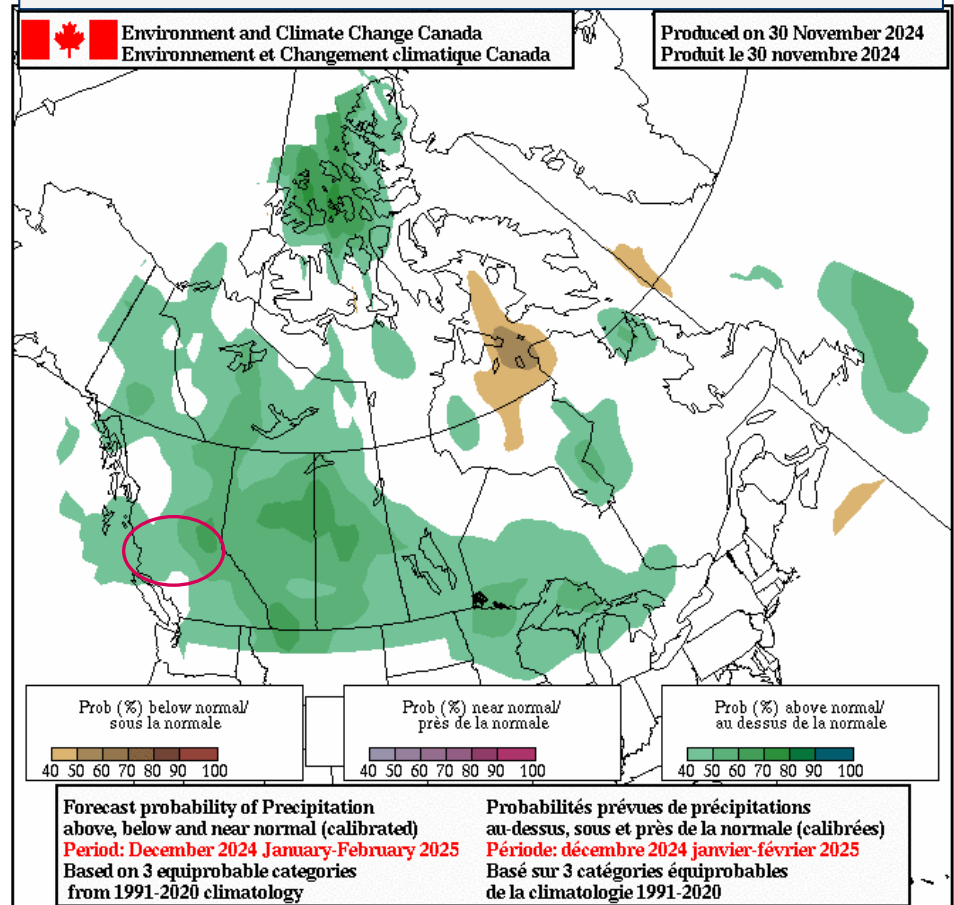 Environment and Climate Change Canada
Environnement et Changement climatique Canada
Produced on 30 November 2024
Produit le 30 novembre 2024
Prob (%) below normal/
sous la normale
40 50 60 70 80 90 100
Prob (%) near normal/
près de la normale
40 50 60 70 80 90 100
Prob (%) above normal/
au dessus de la normale
40 50 60 70 80 90 100
Forecast probability of Precipitation
above, below and near normal (calibrated)
Period: December 2024 January-February 2025
Based on 3 equiprobable categories
from 1991-2020 climatology
Probabilités prévues de précipitations
au-dessus, sous et près de la normale (calibrées)
Période: décembre 2024 janvier-février 2025
Basé sur 3 catégories équiprobables
de la climatologie 1991-2020